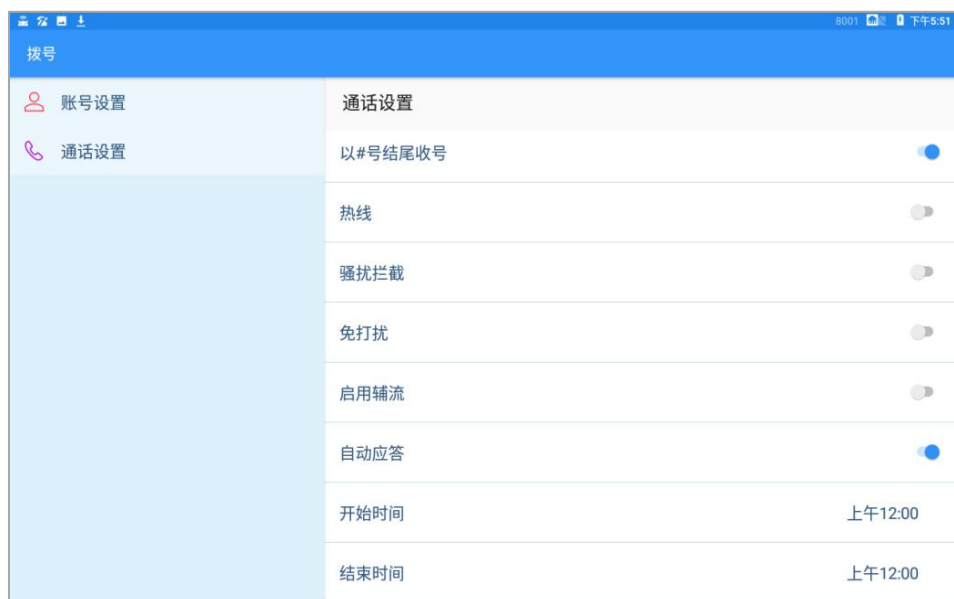 8001 下午5:51
拨号
账号设置
通话设置
通话设置
以#号结尾收号
热线
骚扰拦截
免打扰
启用辅流
自动应答
开始时间 上午12:00
结束时间 上午12:00